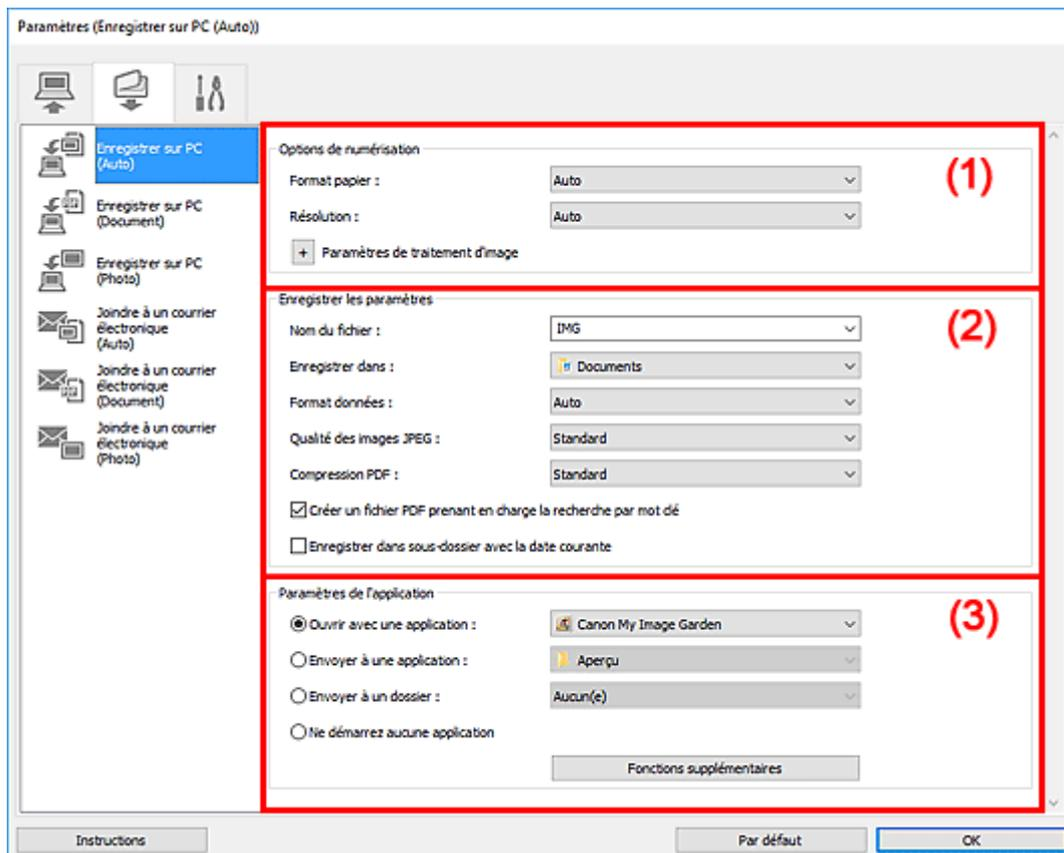 Paramètres (Enregistrer sur PC (Auto))
Enregistrer sur PC
(Auto)
Enregistrer sur PC
(Document)
Enregistrer sur PC
(Photo)
Joindre à un courrier
électronique
(Auto)
Joindre à un courrier
électronique
(Document)
Joindre à un courrier
électronique
(Photo)
Options de numérisation
(1)
Format papier : Auto
Résolution : Auto
+ Paramètres de traitement d'image
Enregistrer les paramètres
(2)
Nom du fichier : IMG
Enregistrer dans : Documents
Format données : Auto
Qualité des images JPEG : Standard
Compression PDF : Standard
Créer un fichier PDF prenant en charge la recherche par mot clé
Enregistrer dans sous-dossier avec la date courante
Paramètres de l'application
(3)
Ouvrir avec une application : Canon My Image Garden
Envoyer à une application : Aperçu
Envoyer à un dossier : Aucun(e)
Ne démarrez aucune application
Fonctions supplémentaires
Instructions
Par défaut
OK